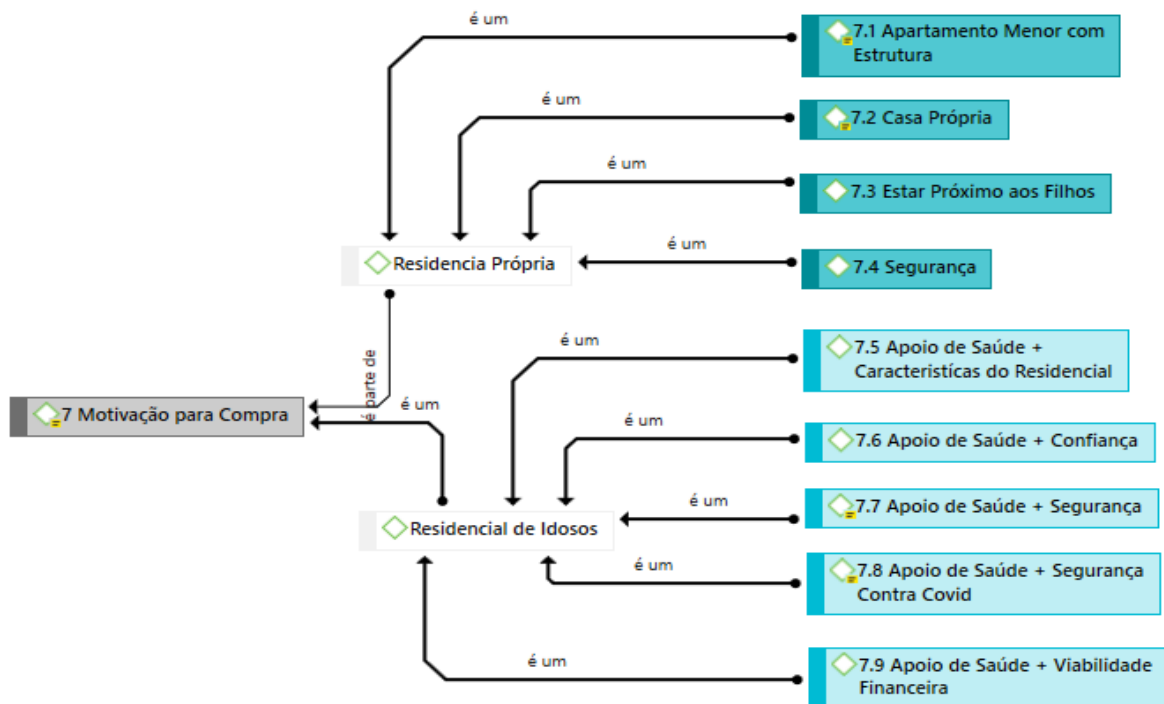 é um
7.1 Apartamento Menor com
Estrutura
é um
7.2 Casa Própria
é um
7.3 Estar Próximo aos Filhos
é um
Residencia Própria
7.4 Segurança
é um
7.5 Apoio de Saúde +
Caracteristícas do Residencial
é parte de
é um
7 Motivação para Compra
é um
7.6 Apoio de Saúde + Confiança
é um
7.7 Apoio de Saúde + Segurança
Residencial de Idosos
é um
7.8 Apoio de Saúde + Segurança
Contra Covid
é um
7.9 Apoio de Saúde + Viabilidade
Financeira